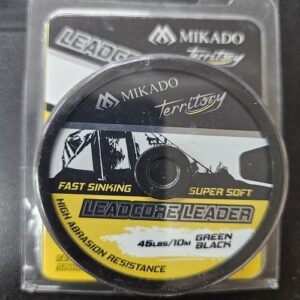 MIKADO
LEADCORE
Territory
MIKADO
Territory
FAST SINKING
SUPER SOFT
LEADCORE LEADER
45LBS/10M
GREEN
BLACK
HIGH ABRASION RESISTANCE